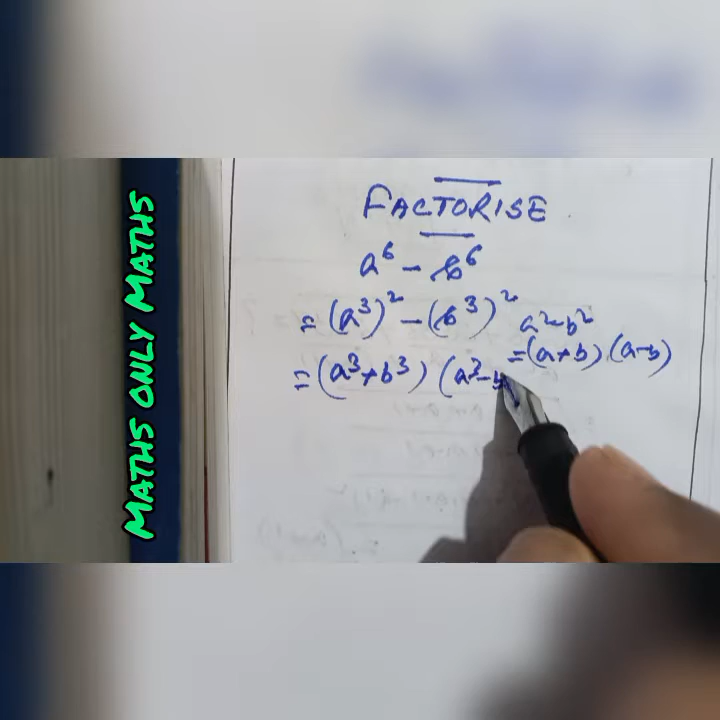 MATHS ONLY MATHS
FACTORISE
a⁶ - b⁶
= (a³)² - (b³)²
a² - b²
= (a+b) (a-b)
= (a³+b³) (a³-b